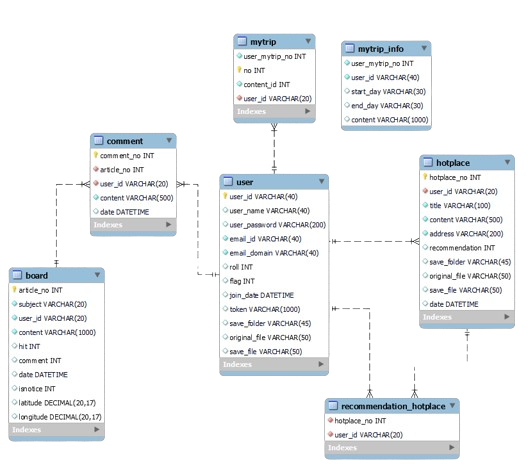 mytrip
user_mytrip_no INT
no INT
content_id INT
user_id VARCHAR(20)
Indexes
mytrip_info
user_mytrip_no INT
user_id VARCHAR(40)
start_day VARCHAR(30)
end_day VARCHAR(30)
content VARCHAR(1000)
Indexes
comment
comment_no INT
article_no INT
user_id VARCHAR(20)
content VARCHAR(500)
date DATETIME
Indexes
user
user_id VARCHAR(40)
user_name VARCHAR(40)
user_password VARCHAR(200)
email_id VARCHAR(40)
email_domain VARCHAR(40)
roll INT
flag INT
join_date DATETIME
token VARCHAR(1000)
save_folder VARCHAR(45)
original_file VARCHAR(50)
save_file VARCHAR(50)
Indexes
hotplace
hotplace_no INT
user_id VARCHAR(20)
title VARCHAR(100)
content VARCHAR(500)
address VARCHAR(200)
recommendation INT
save_folder VARCHAR(45)
original_file VARCHAR(50)
save_file VARCHAR(50)
date DATETIME
Indexes
board
article_no INT
subject VARCHAR(20)
user_id VARCHAR(20)
content VARCHAR(1000)
hit INT
comment INT
date DATETIME
isnotice INT
latitude DECIMAL(20,17)
longitude DECIMAL(20,17)
Indexes
recommendation_hotplace
hotplace_no INT
user_id VARCHAR(20)
Indexes